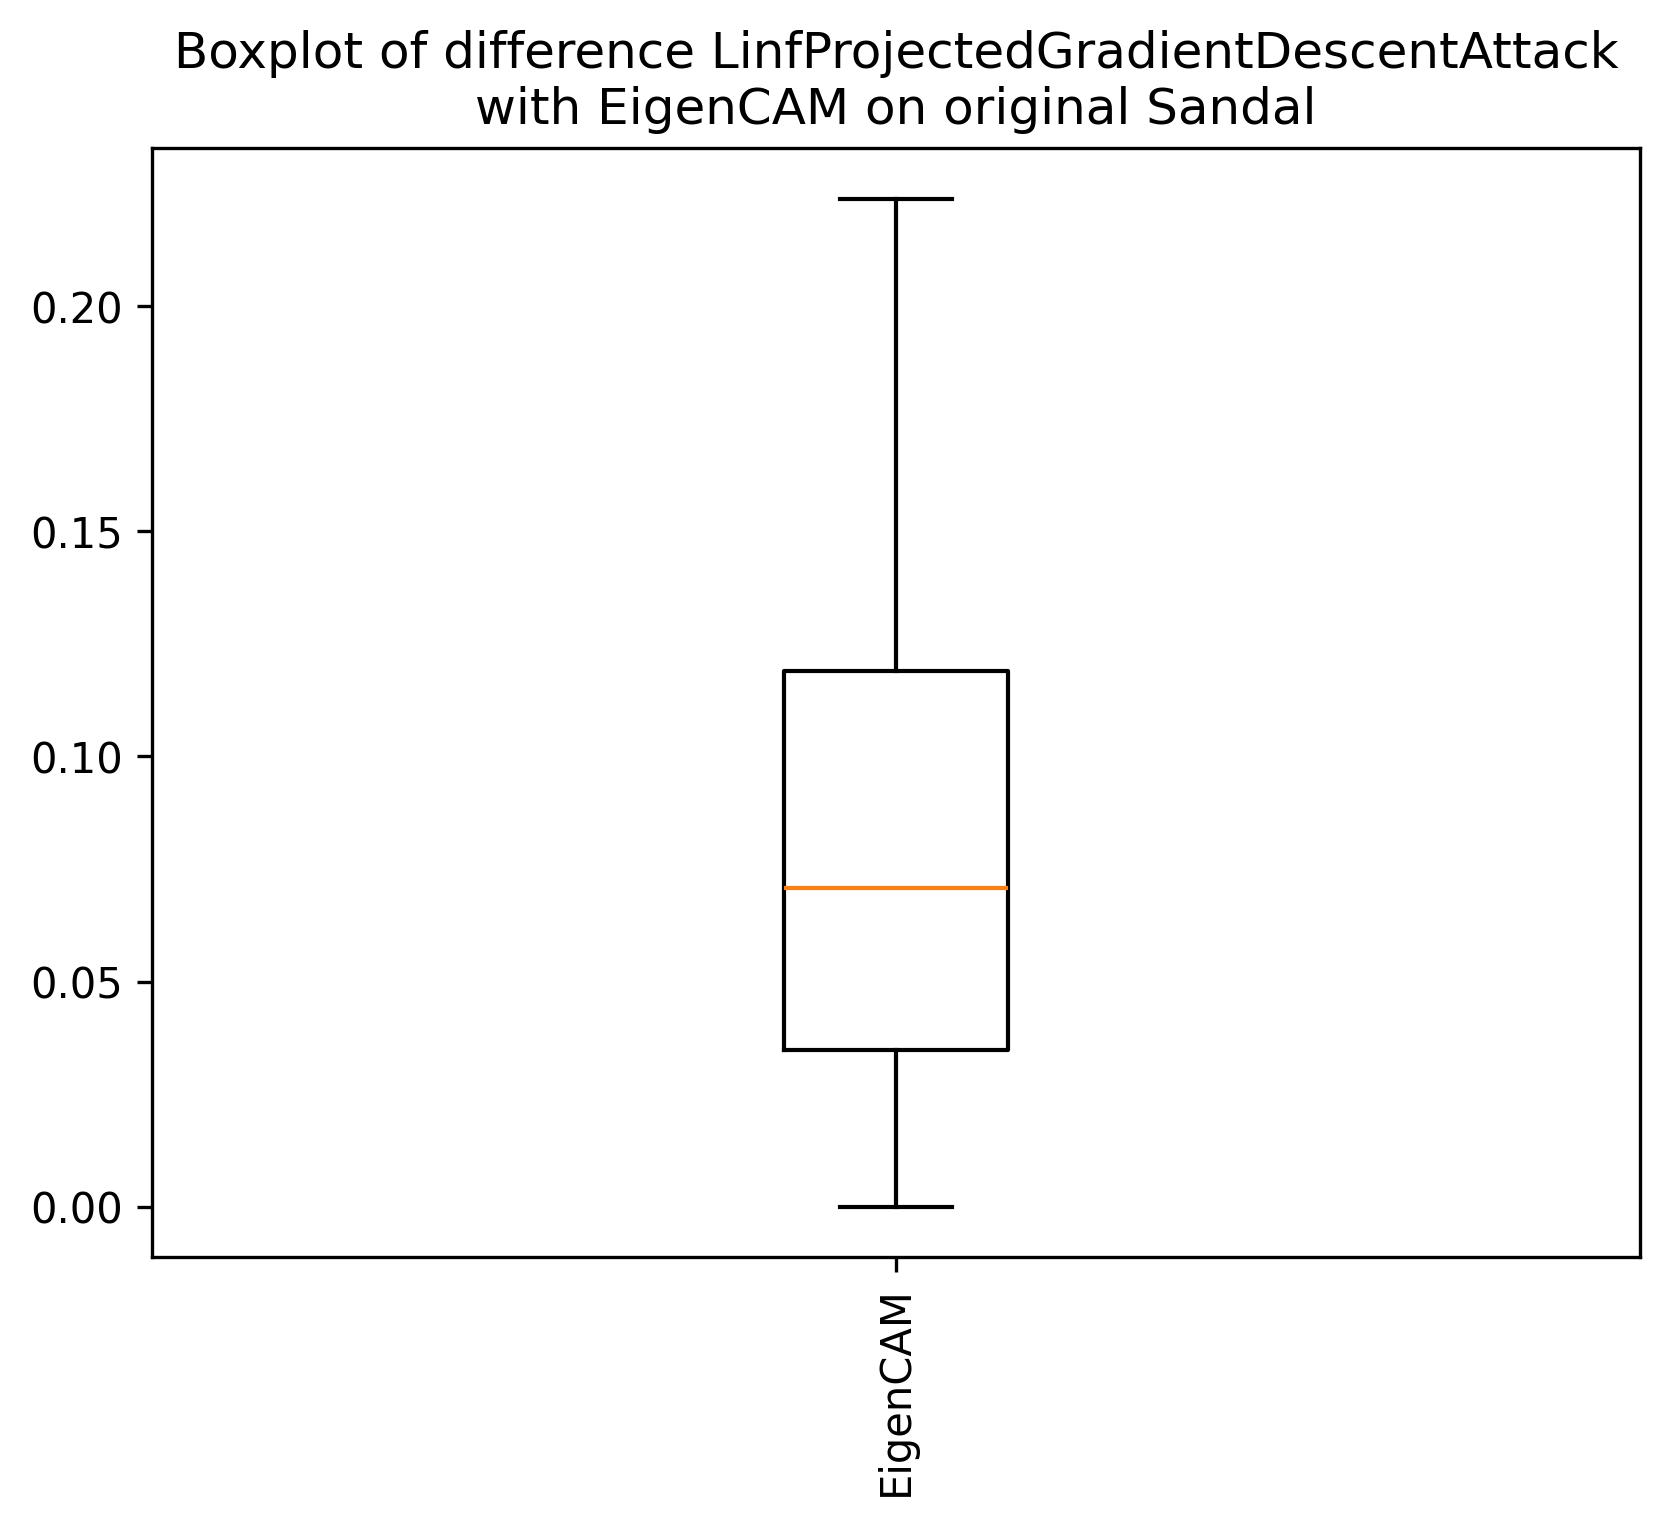 Boxplot of difference LinfProjectedGradientDescentAttack
with EigenCAM on original Sandal
0.20
0.15
0.10
0.05
0.00
EigenCAM